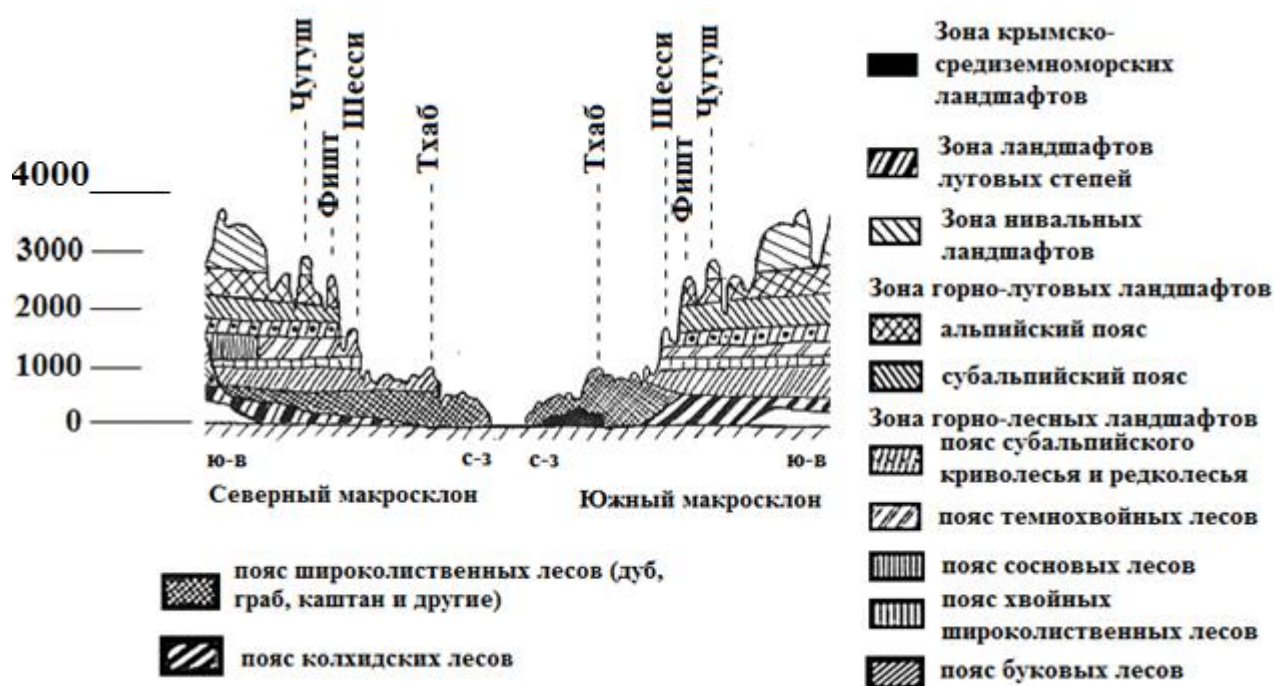 Чугуш
Фишт
Шесси
Тхаб
Тхаб
Шесси
Фишт
Чугуш
4000
3000
2000
1000
0
ю-в
с-з
с-з
ю-в
Северный макросклон
Южный макросклон
пояс широколиственных лесов (дуб,
граб, каштан и другие)
пояс колхидских лесов
Зона крымско-
средиземноморских
ландшафтов
Зона ландшафтов
луговых степей
Зона нивальных
ландшафтов
Зона горно-луговых ландшафтов
альпийский пояс
субальпийский пояс
Зона горно-лесных ландшафтов
пояс субальпийского
криволесья и редколесья
пояс темнохвойных лесов
пояс сосновых лесов
пояс хвойных
широколиственных лесов
пояс буковых лесов